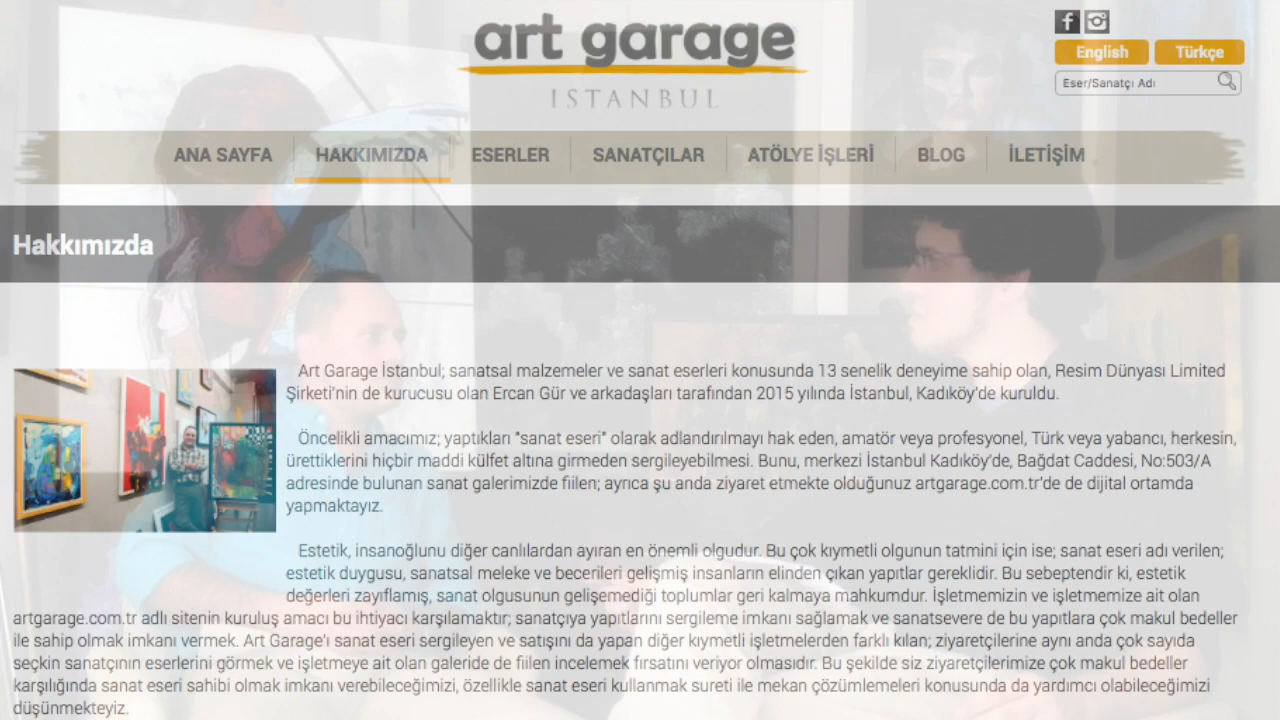 art garage
ISTANBUL
English
Türkçe
Eser/Sanatçı Adı
ANA SAYFA
HAKKIMIZDA
ESERLER
SANATÇILAR
ATÖLYE İŞLERİ
BLOG
İLETİŞİM
Hakkımızda
Art Garage İstanbul; sanatsal malzemeler ve sanat eserleri konusunda 13 senelik deneyime sahip olan, Resim Dünyası Limited
Şirketi'nin de kurucusu olan Ercan Gür ve arkadaşları tarafından 2015 yılında İstanbul, Kadıköy'de kuruldu.
Öncelikli amacımız; yaptıkları "sanat eseri" olarak adlandırılmayı hak eden, amatör veya profesyonel, Türk veya yabancı, herkesin,
ürettiklerini hiçbir maddi külfet altına girmeden sergileyebilmesi. Bunu, merkezi İstanbul Kadıköy'de, Bağdat Caddesi, No:503/A
adresinde bulunan sanat galerimizde fiilen; ayrıca şu anda ziyaret etmekte olduğunuz artgarage.com.tr'de de dijital ortamda
yapmaktayız.
Estetik, insanoğlunu diğer canlılardan ayıran en önemli olgudur. Bu çok kıymetli olgunun tatmini için ise; sanat eseri adı verilen;
estetik duygusu, sanatsal meleke ve becerileri gelişmiş insanların elinden çıkan yapıtlar gereklidir. Bu sebeptendir ki, estetik
değerleri zayıflamış, sanat olgusunun gelişemediği toplumlar geri kalmaya mahkumdur. İşletmemizin ve işletmemize ait olan
artgarage.com.tr adlı sitenin kuruluş amacı bu ihtiyacı karşılamaktır; sanatçıya yapıtlarını sergileme imkanı sağlamak ve sanatsevere de bu yapıtlara çok makul bedeller
ile sahip olmak imkanı vermek. Art Garage'ı sanat eseri sergileyen ve satışını da yapan diğer kıymetli işletmelerden farklı kılan; ziyaretçilerine aynı anda çok sayıda
seçkin sanatçının eserlerini görmek ve işletmeye ait olan galeride de fiilen incelemek fırsatını veriyor olmasıdır. Bu şekilde siz ziyaretçilerimize çok makul bedeller
karşılığında sanat eseri sahibi olmak imkanı verebileceğimizi, özellikle sanat eseri kullanmak sureti ile mekan çözümlemeleri konusunda da yardımcı olabileceğimizi
düşünmekteyiz.